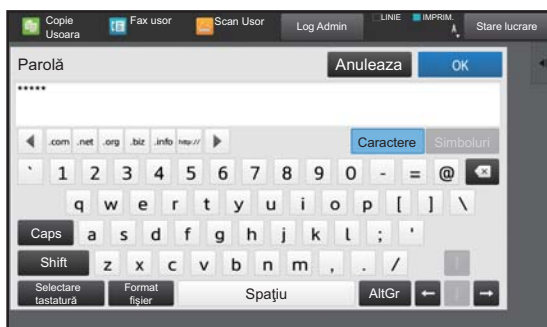 Copie Usoara Fax usor Scan Usor Log Admin LINIE IMPRIM. Stare lucrare
Parolă Anuleaza OK
*****
.com .net .org .biz .info http:// Caractere Simboluri
` 1 2 3 4 5 6 7 8 9 0 - = @
q w e r t y u i o p [ ] \
Caps a s d f g h j k l ; '
Shift z x c v b n m , . /
Selectare tastatură Format fișier Spațiu AltGr